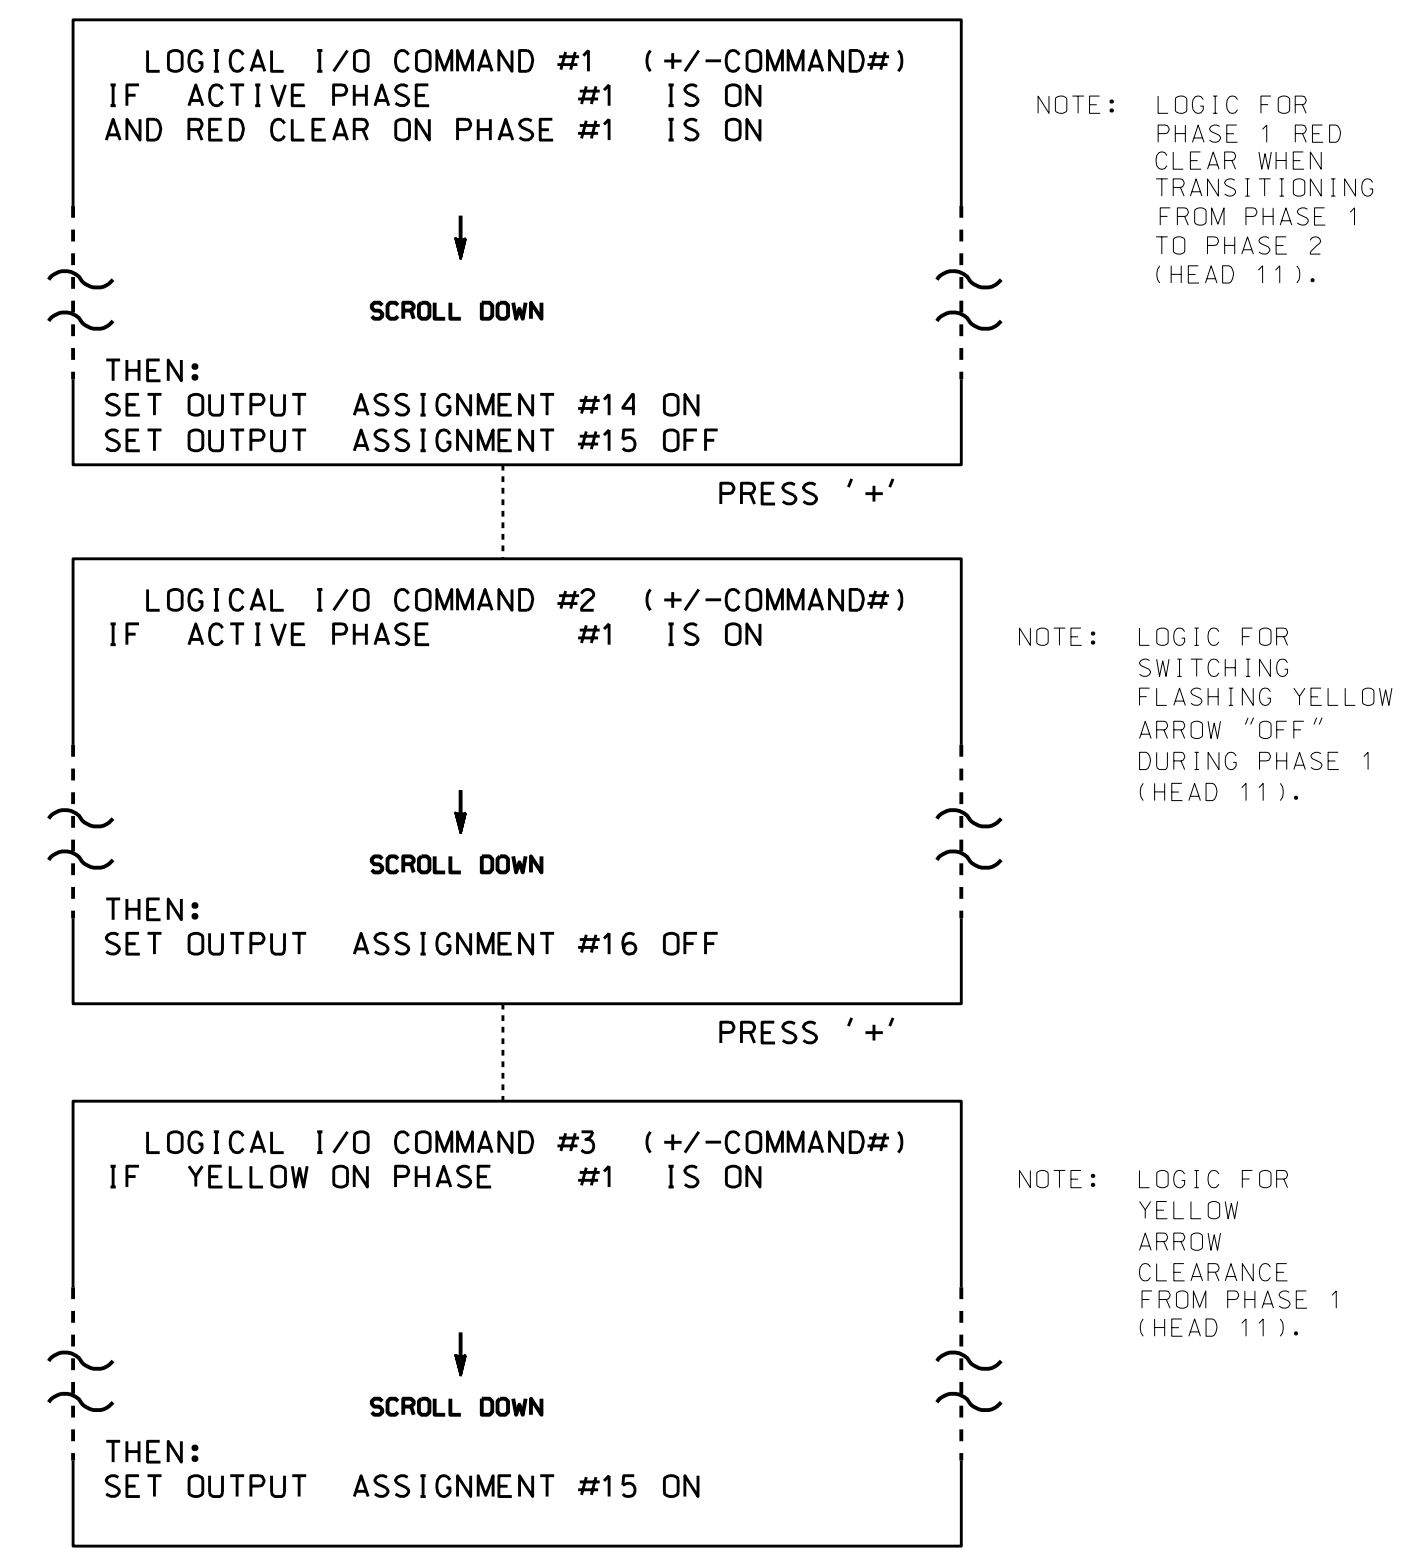 LOGICAL I/O COMMAND #1 (+/-COMMAND#)
IF ACTIVE PHASE #1 IS ON
AND RED CLEAR ON PHASE #1 IS ON
SCROLL DOWN
THEN:
SET OUTPUT ASSIGNMENT #14 ON
SET OUTPUT ASSIGNMENT #15 OFF
NOTE: LOGIC FOR
PHASE 1 RED
CLEAR WHEN
TRANSITIONING
FROM PHASE 1
TO PHASE 2
(HEAD 11).
PRESS '+'
LOGICAL I/O COMMAND #2 (+/-COMMAND#)
IF ACTIVE PHASE #1 IS ON
SCROLL DOWN
THEN:
SET OUTPUT ASSIGNMENT #16 OFF
NOTE: LOGIC FOR
SWITCHING
FLASHING YELLOW
ARROW "OFF"
DURING PHASE 1
(HEAD 11).
PRESS '+'
LOGICAL I/O COMMAND #3 (+/-COMMAND#)
IF YELLOW ON PHASE #1 IS ON
SCROLL DOWN
THEN:
SET OUTPUT ASSIGNMENT #15 ON
NOTE: LOGIC FOR
YELLOW
ARROW
CLEARANCE
FROM PHASE 1
(HEAD 11).